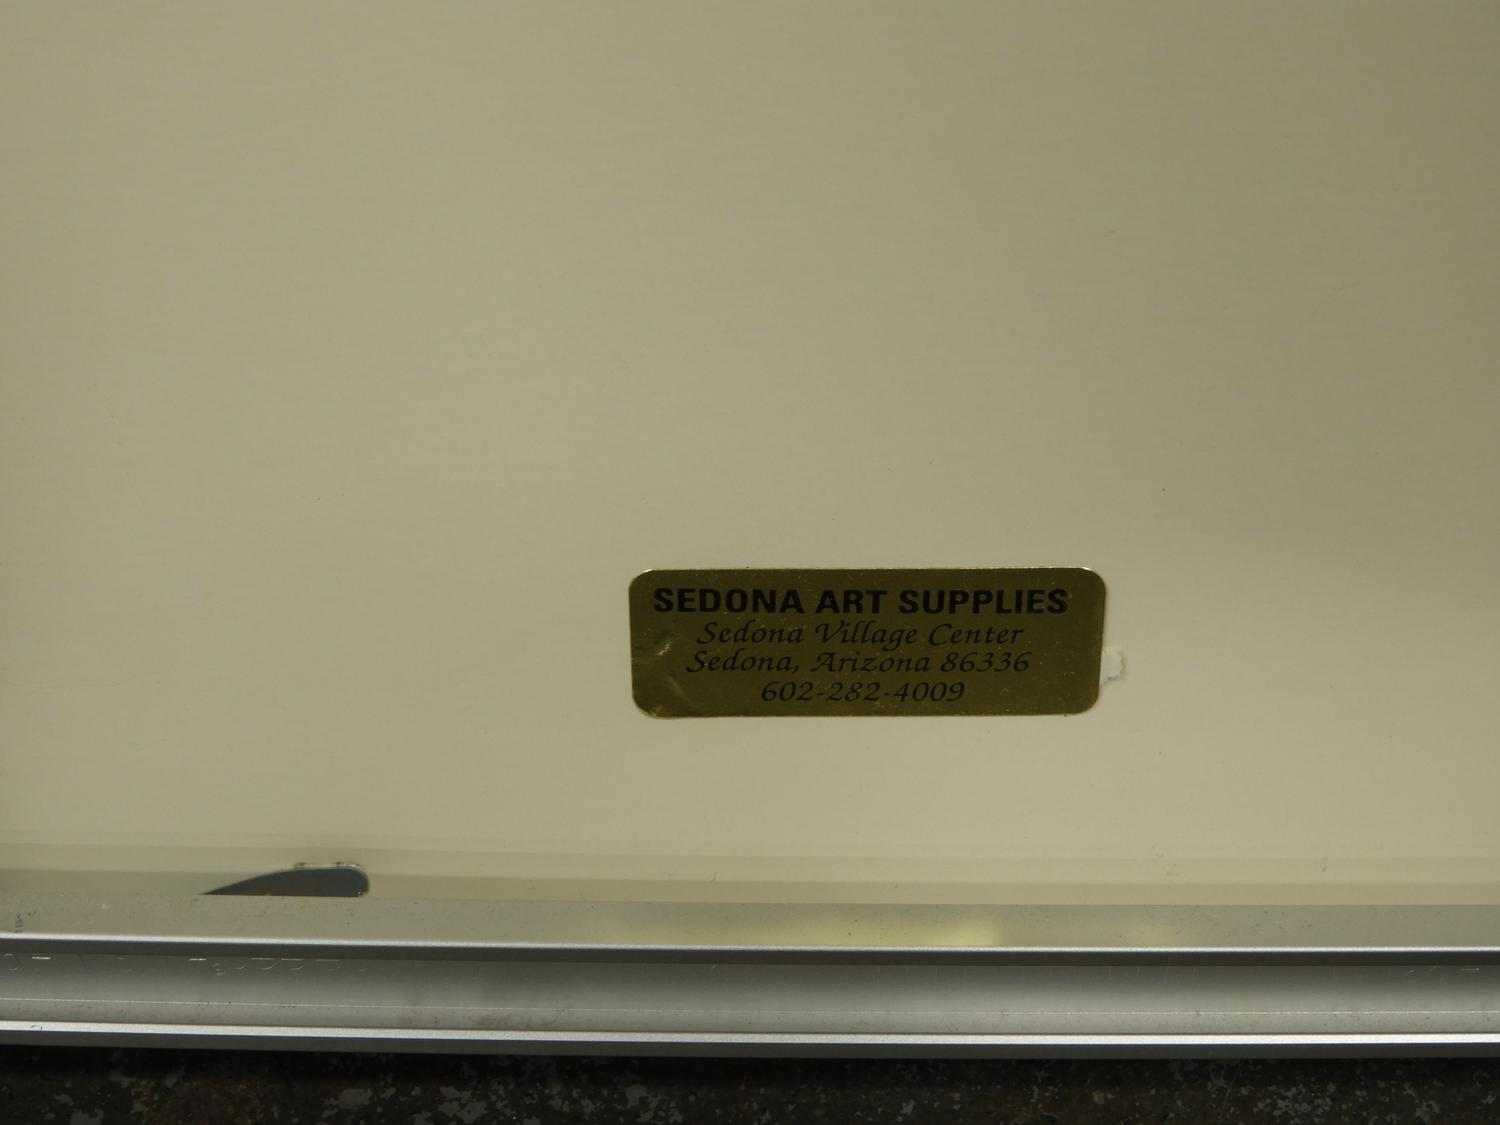 SEDONA ART SUPPLIES
Sedona Village Center
Sedona, Arizona 86336
602-282-4009